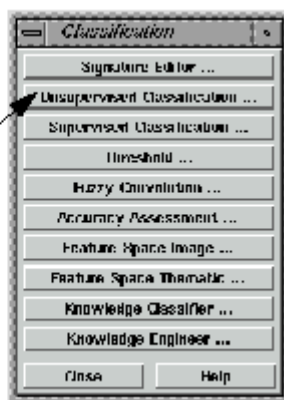 Classification
Signature Editor ...
Unsupervised Classification ...
Supervised Classification ...
Threshold ...
Fuzzy Convolution ...
Accuracy Assessment ...
Feature Space Image ...
Feature Space Thematic ...
Knowledge Classifier ...
Knowledge Engineer ...
Close Help